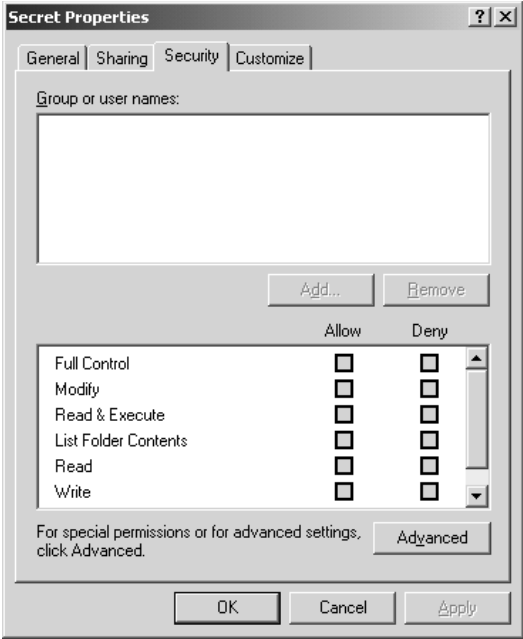 Secret Properties
General Sharing Security Customize
Group or user names:
Add... Remove
Allow Deny
Full Control
Modify
Read & Execute
List Folder Contents
Read
Write
For special permissions or for advanced settings,
click Advanced.
Advanced
OK Cancel Apply